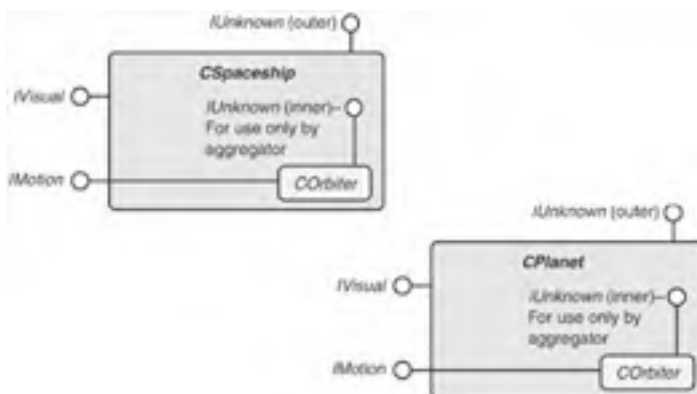 IUnknown (outer)
CSpaceship
IVisual
IUnknown (inner)
For use only by
aggregator
IMotion
COrbiter
IUnknown (outer)
CPlanet
IVisual
IUnknown (inner)
For use only by
aggregator
IMotion
COrbiter